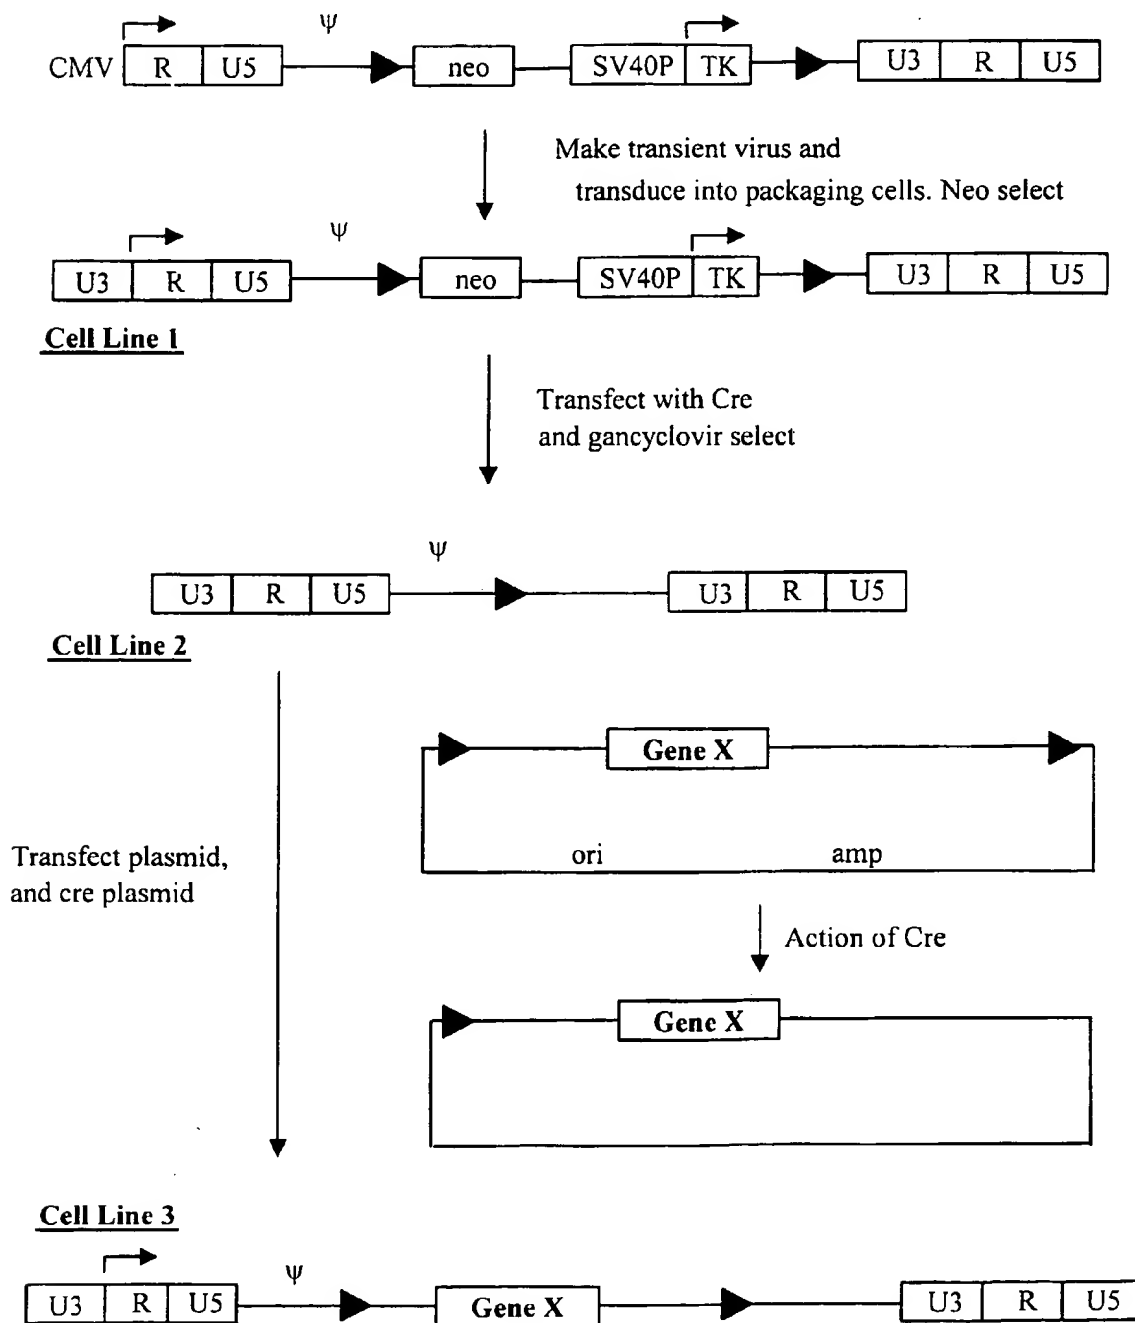 ψ
CMV R U5 neo SV40P TK U3 R U5
Make transient virus and
transduce into packaging cells. Neo select
ψ
U3 R U5 neo SV40P TK U3 R U5
Cell Line 1
Transfect with Cre
and gancyclovir select
ψ
U3 R U5 U3 R U5
Cell Line 2
Gene X
ori amp
Transfect plasmid,
and cre plasmid
Action of Cre
Gene X
Cell Line 3
ψ
U3 R U5 Gene X U3 R U5